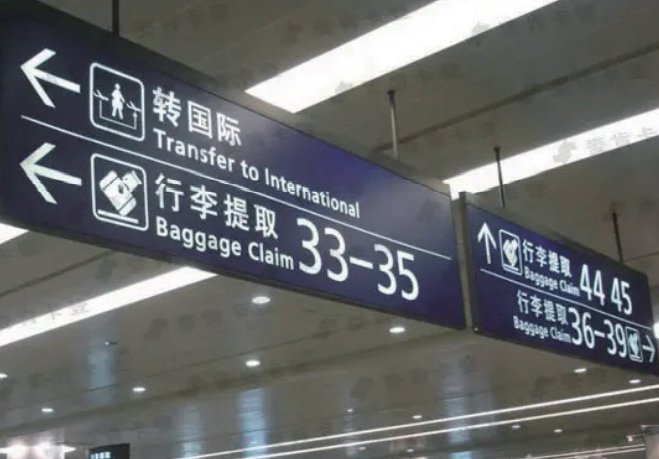 转国际
Transfer to International
行李提取
Baggage Claim 33-35
行李提取
Baggage Claim 44 45
行李提取
Baggage Claim 36-39